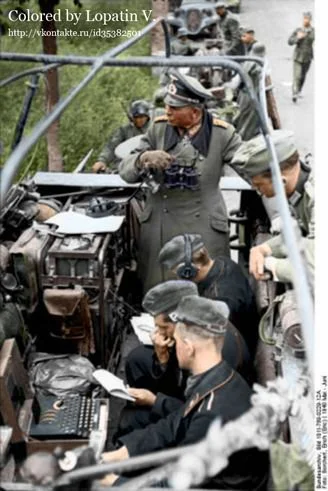 Colored by Lopatin V.
http://vkontakte.ru/id35382501
Bundesarchiv, Bild 101I-769-0229-12A
Foto: Borchert, Erich (Eric) | 1940 Mai - Juni